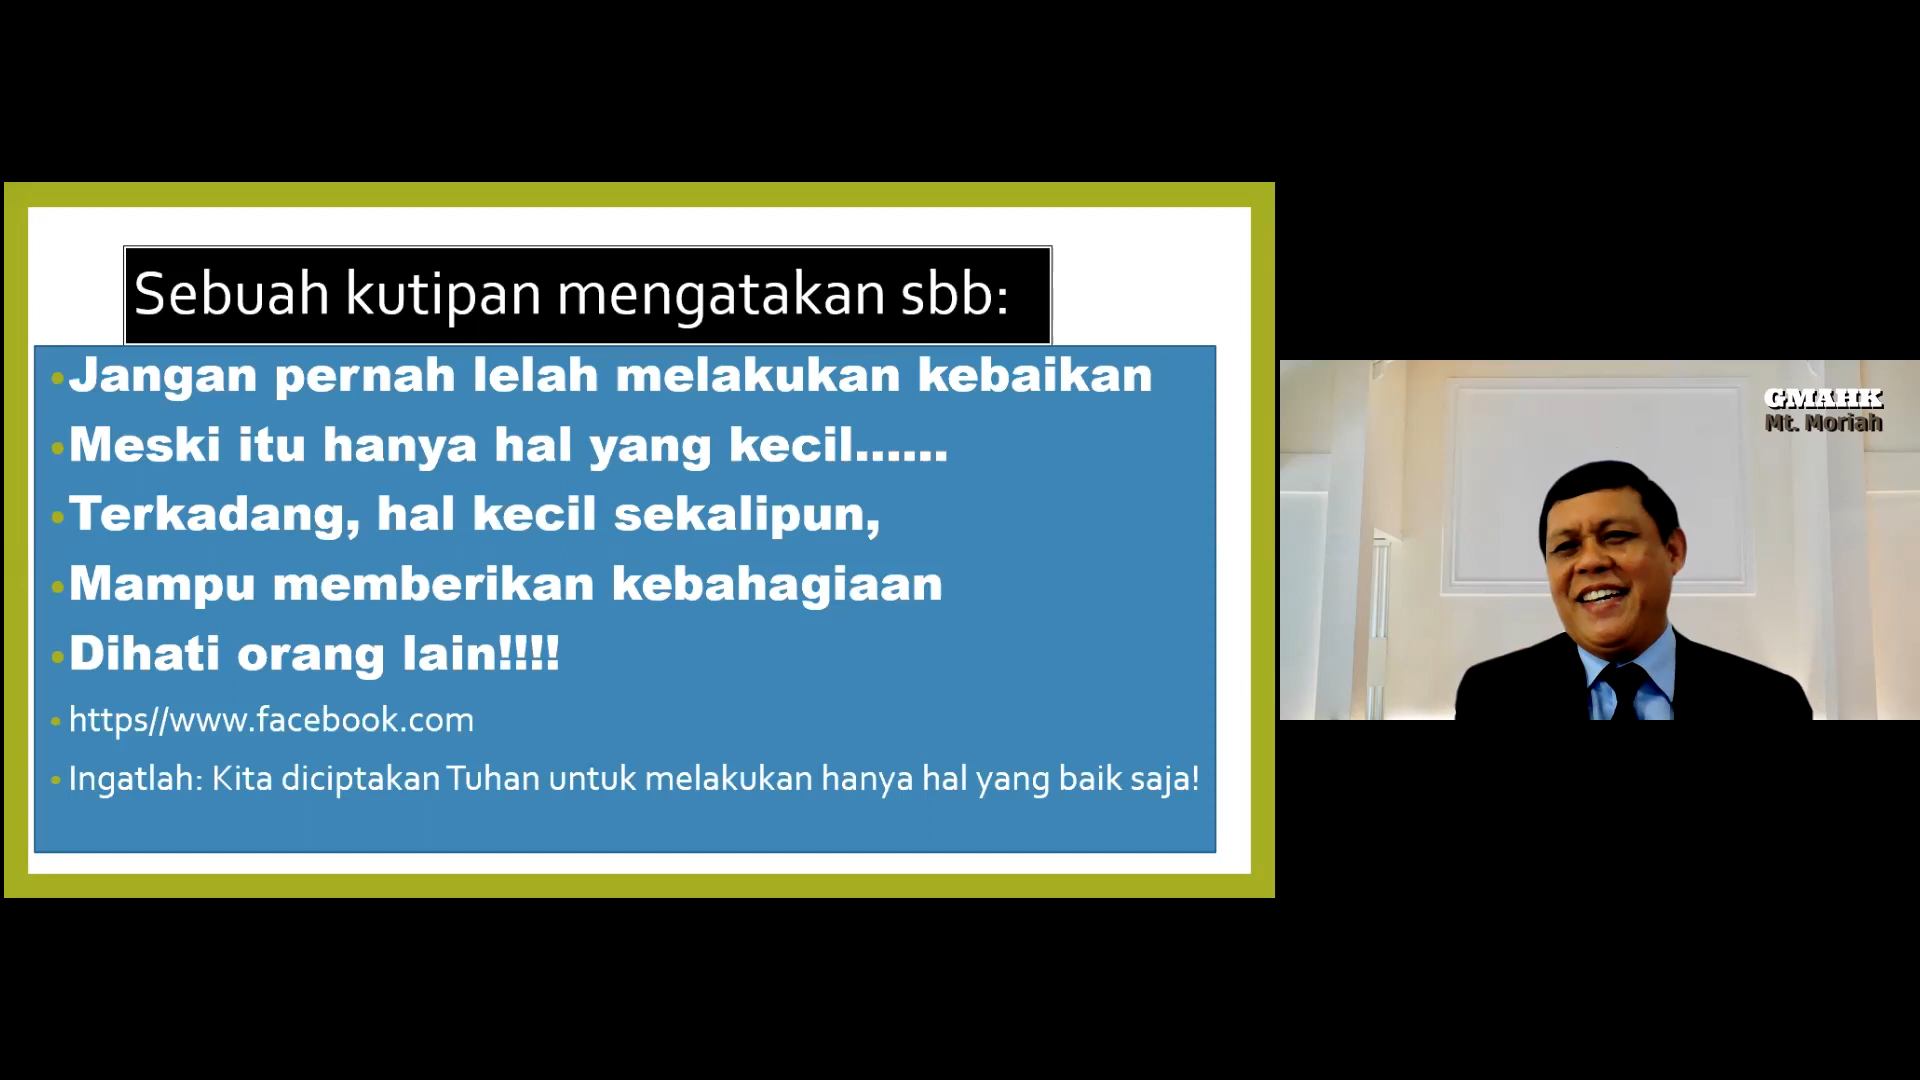 Sebuah kutipan mengatakan sbb:
•Jangan pernah lelah melakukan kebaikan
•Meski itu hanya hal yang kecil......
•Terkadang, hal kecil sekalipun,
•Mampu memberikan kebahagiaan
•Dihati orang lain!!!!
•https//www.facebook.com
•Ingatlah: Kita diciptakan Tuhan untuk melakukan hanya hal yang baik saja!
GMAHK
Mt. Moriah